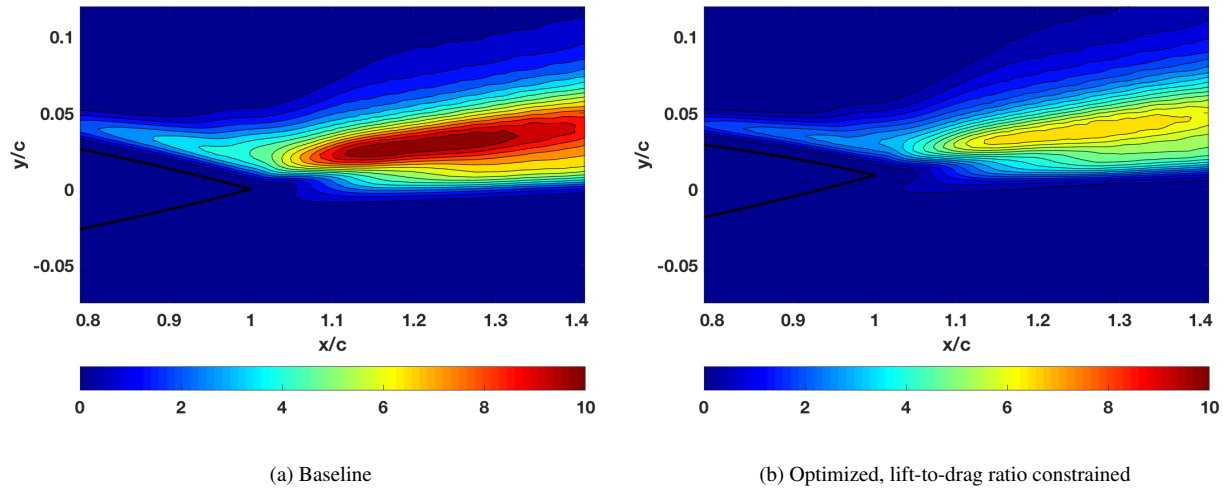 0.1
0.05
0
-0.05
y/c
0.8 0.9 1 1.1 1.2 1.3 1.4
x/c
0 2 4 6 8 10
(a) Baseline
0.1
0.05
0
-0.05
y/c
0.8 0.9 1 1.1 1.2 1.3 1.4
x/c
0 2 4 6 8 10
(b) Optimized, lift-to-drag ratio constrained